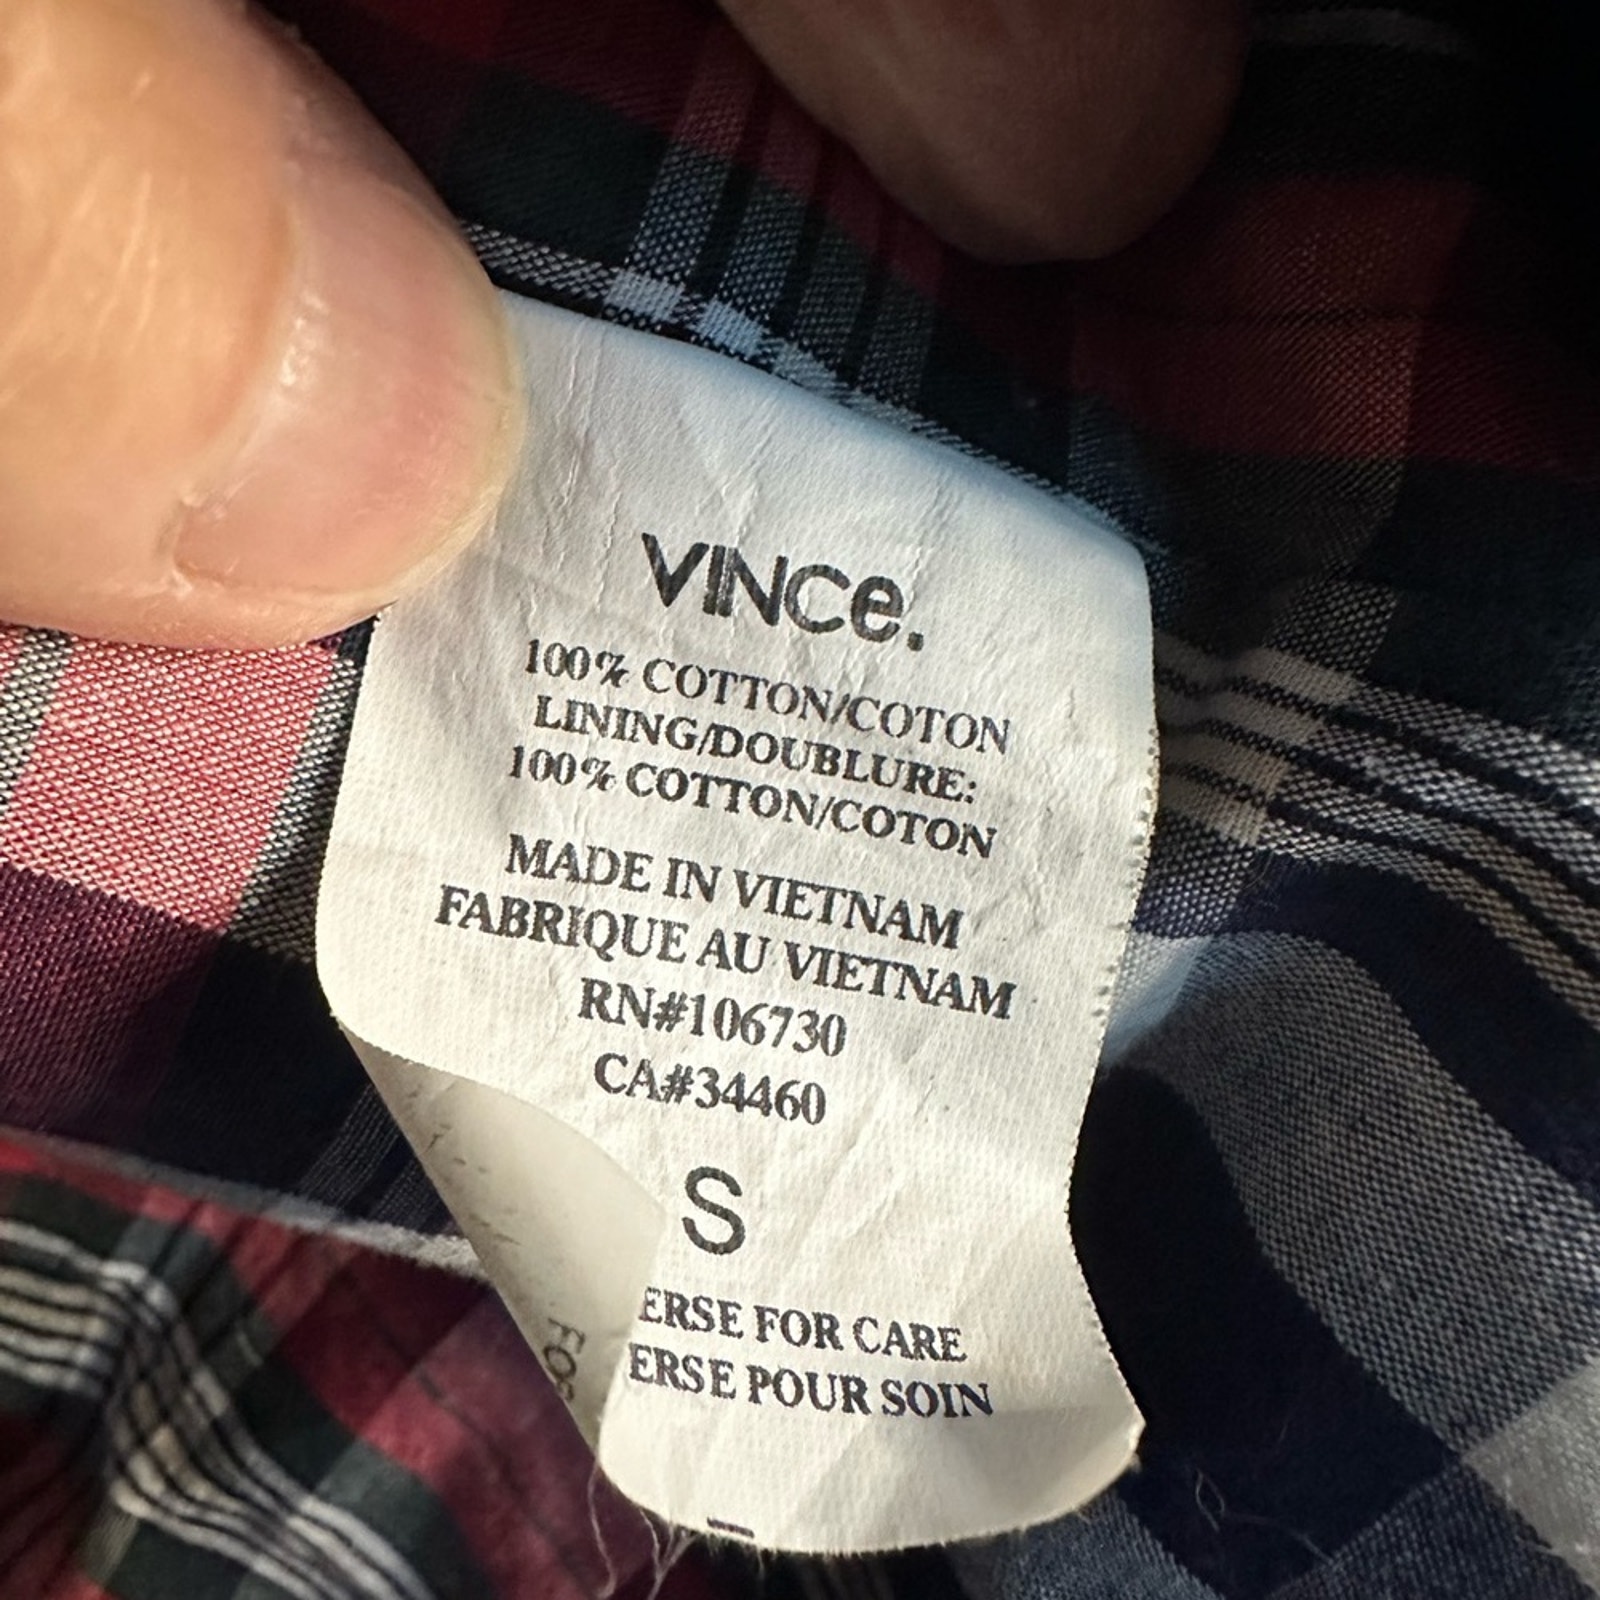 VINCe.
100% COTTON/COTON
LINING/DOUBLURE:
100% COTTON/COTON
MADE IN VIETNAM
FABRIQUE AU VIETNAM
RN#106730
CA#34460
S
ERSE FOR CARE
ERSE POUR SOIN